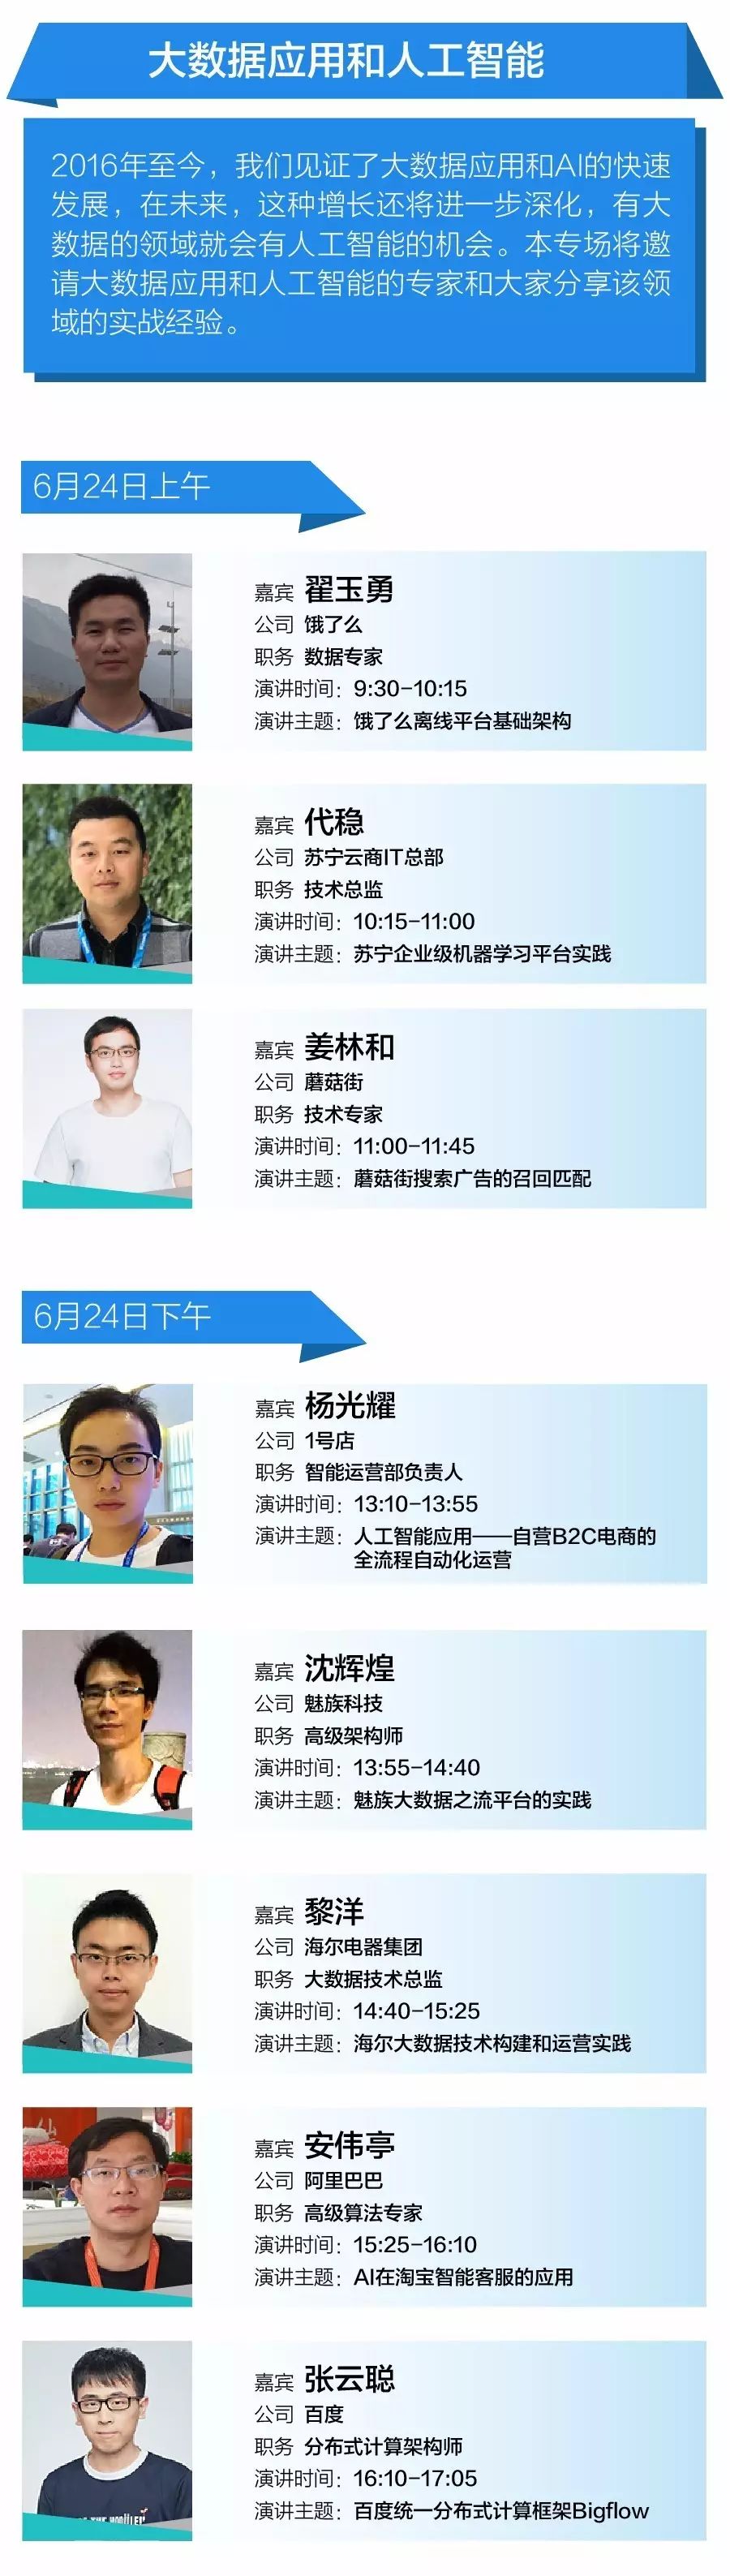 大数据应用和人工智能
2016年至今，我们见证了大数据应用和AI的快速
发展，在未来，这种增长还将进一步深化，有大
数据的领域就会有人工智能的机会。本专场将邀
请大数据应用和人工智能的专家和大家分享该领
域的实战经验。
6月24日上午
嘉宾 翟玉勇
公司 饿了么
职务 数据专家
演讲时间：9:30-10:15
演讲主题：饿了么离线平台基础架构
嘉宾 代稳
公司 苏宁云商IT总部
职务 技术总监
演讲时间：10:15-11:00
演讲主题：苏宁企业级机器学习平台实践
嘉宾 姜林和
公司 蘑菇街
职务 技术专家
演讲时间：11:00-11:45
演讲主题：蘑菇街搜索广告的召回匹配
6月24日下午
嘉宾 杨光耀
公司 1号店
职务 智能运营部负责人
演讲时间：13:10-13:55
演讲主题：人工智能应用——自营B2C电商的
全流程自动化运营
嘉宾 沈辉煌
公司 魅族科技
职务 高级架构师
演讲时间：13:55-14:40
演讲主题：魅族大数据之流平台的实践
嘉宾 黎洋
公司 海尔电器集团
职务 大数据技术总监
演讲时间：14:40-15:25
演讲主题：海尔大数据技术构建和运营实践
嘉宾 安伟亭
公司 阿里巴巴
职务 高级算法专家
演讲时间：15:25-16:10
演讲主题：AI在淘宝智能客服的应用
嘉宾 张云聪
公司 百度
职务 分布式计算架构师
演讲时间：16:10-17:05
演讲主题：百度统一分布式计算框架Bigflow